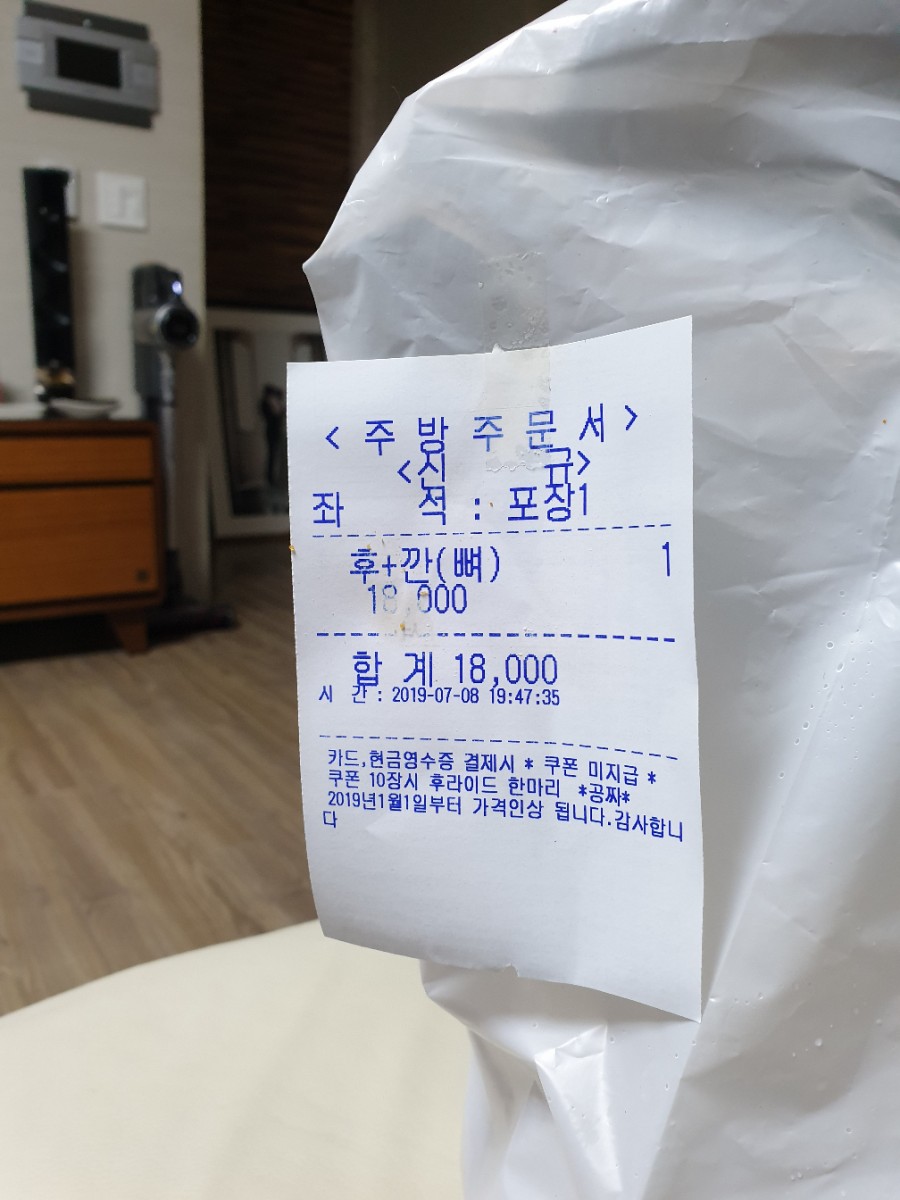 < 주 방 주 문 서 >
<신 규>
좌 석 : 포장1
후+깐(뼈) 1
18,000
합 계 18,000
시 간 : 2019-07-08 19:47:35
카드,현금영수증 결제시 * 쿠폰 미지급 *
쿠폰 10장시 후라이드 한마리 *공짜*
2019년1월1일부터 가격인상 됩니다.감사합니
다